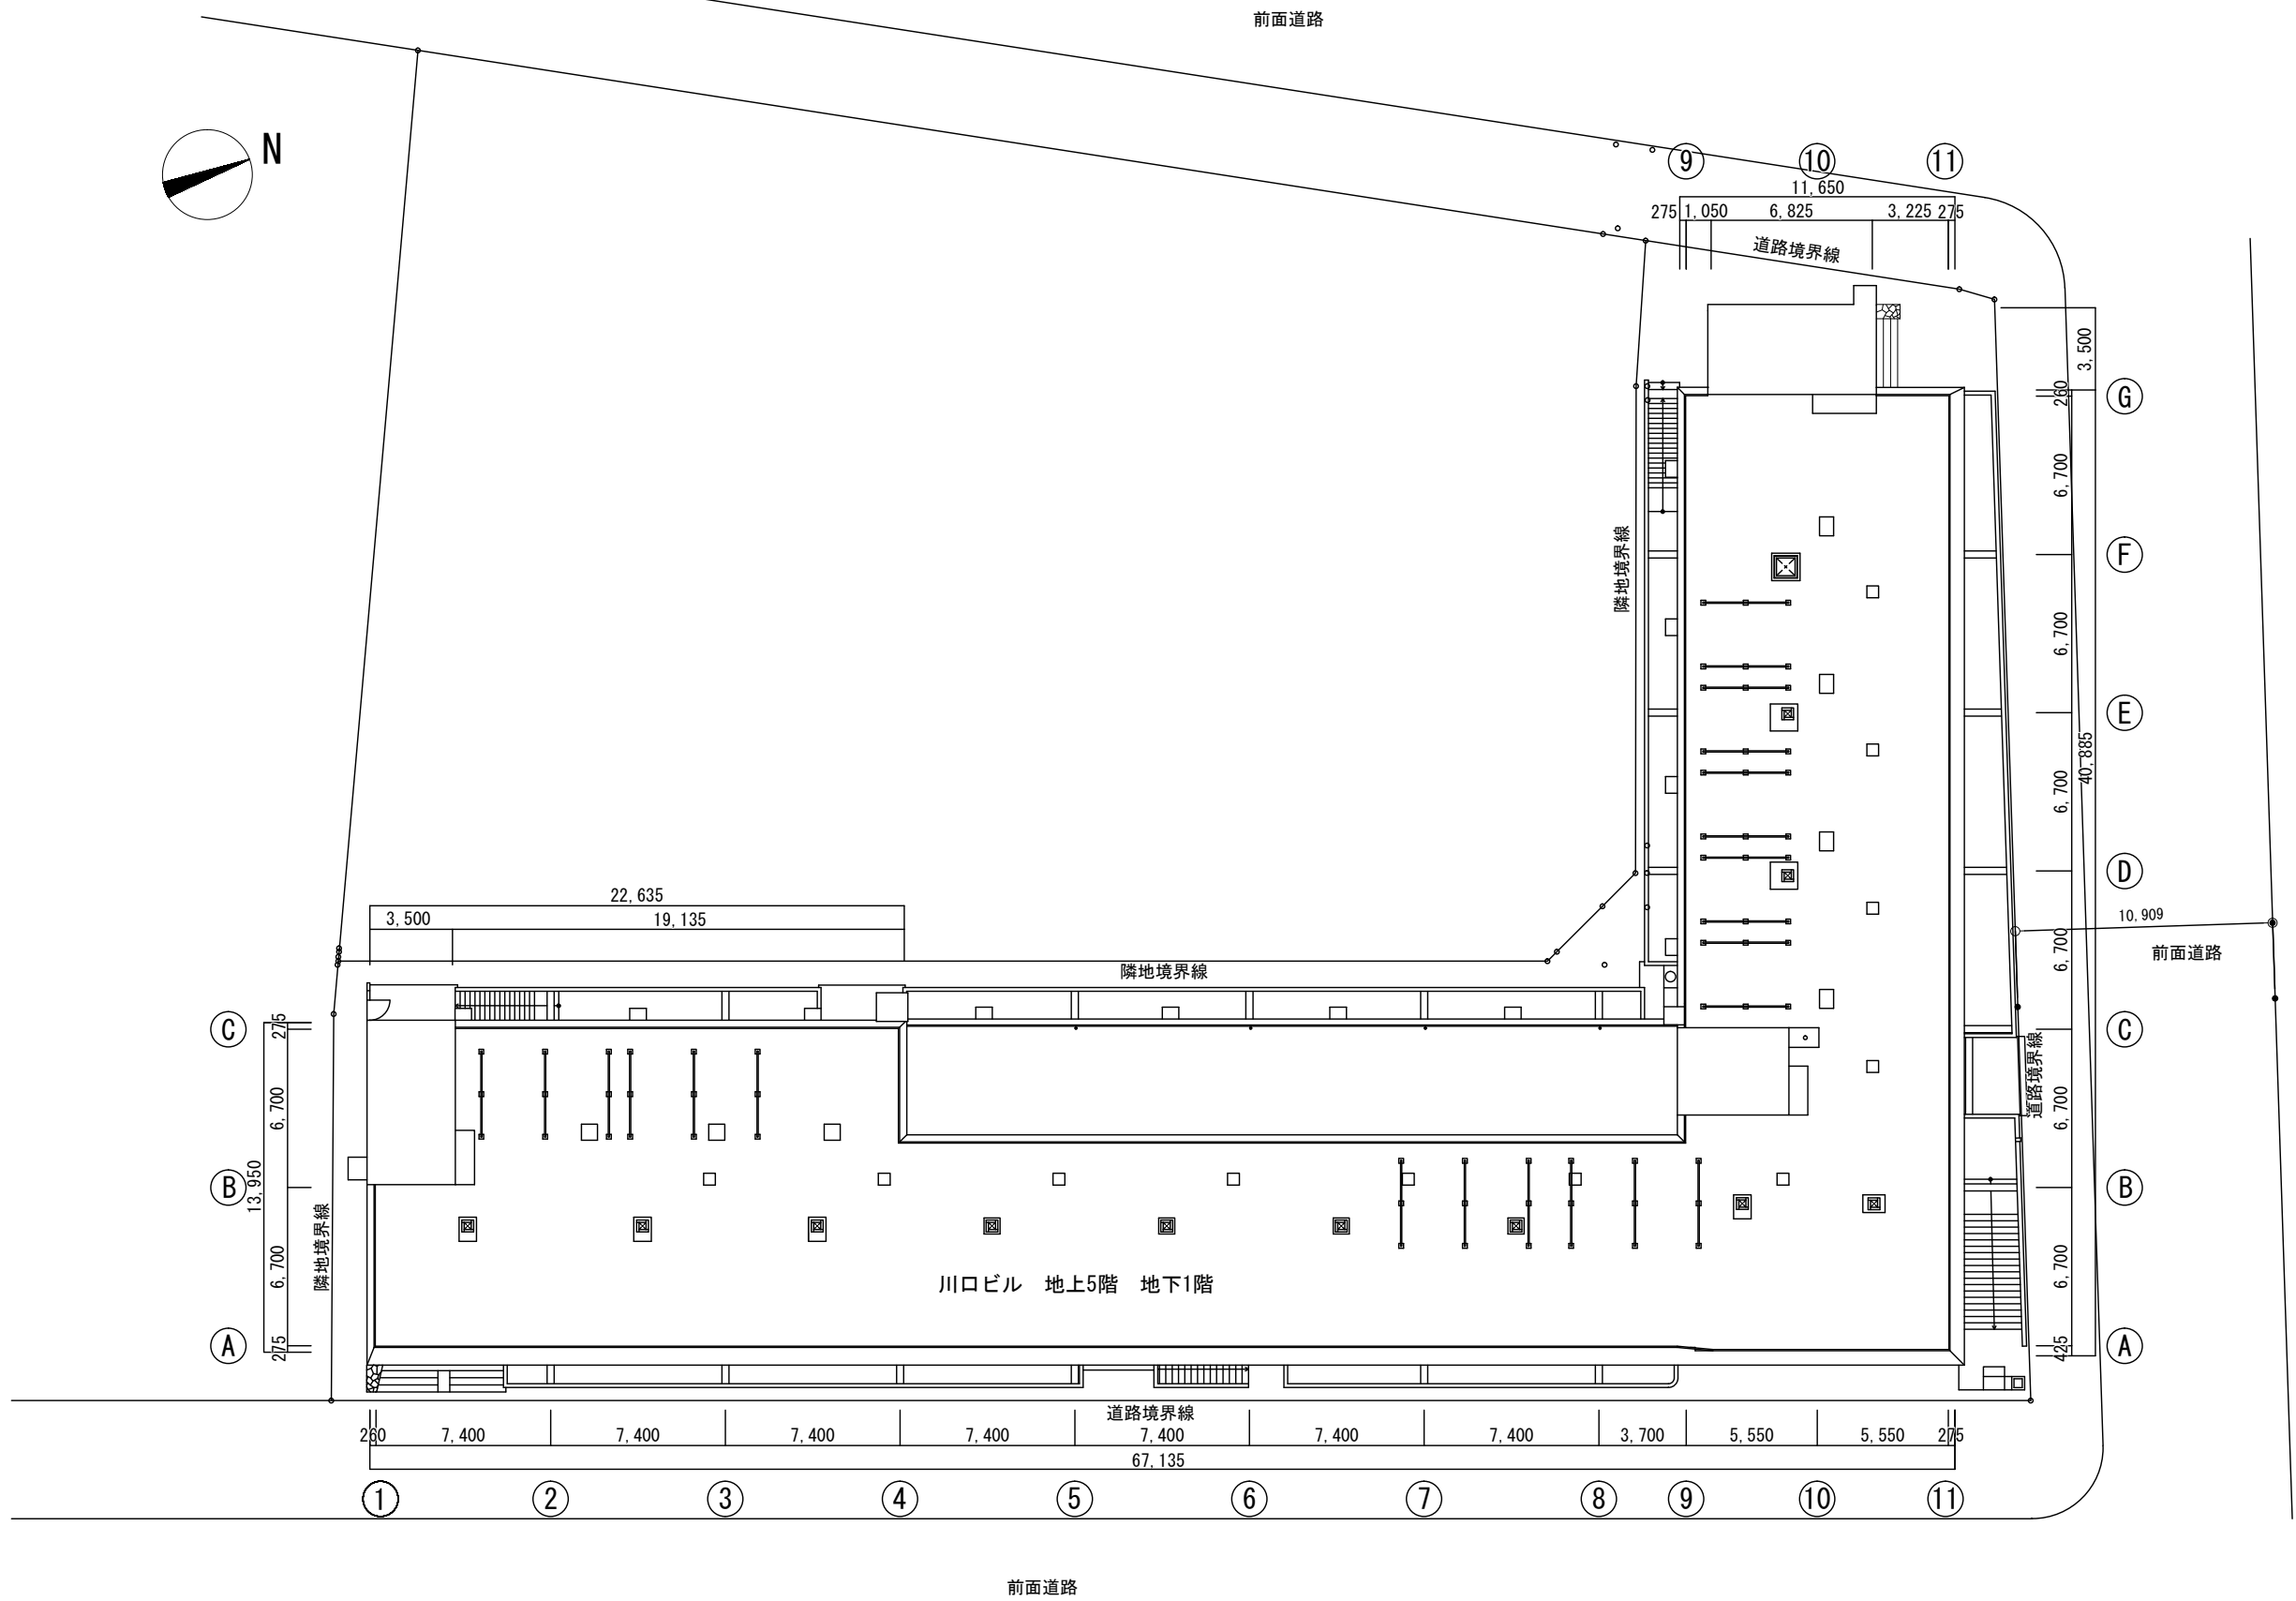 前面道路
N
9
10
11
11,650
275
1,050
6,825
3,225
275
道路境界線
3,500
260
G
6,700
F
隣地境界線
6,700
E
6,700
40,885
D
22,635
3,500
19,135
10,909
6,700
前面道路
隣地境界線
C
275
C
道路境界線
6,700
6,700
B
13,950
B
隣地境界線
6,700
6,700
川口ビル 地上5階 地下1階
A
275
425
A
道路境界線
260
7,400
7,400
7,400
7,400
7,400
7,400
7,400
3,700
5,550
5,550
275
67,135
1
2
3
4
5
6
7
8
9
10
11
前面道路